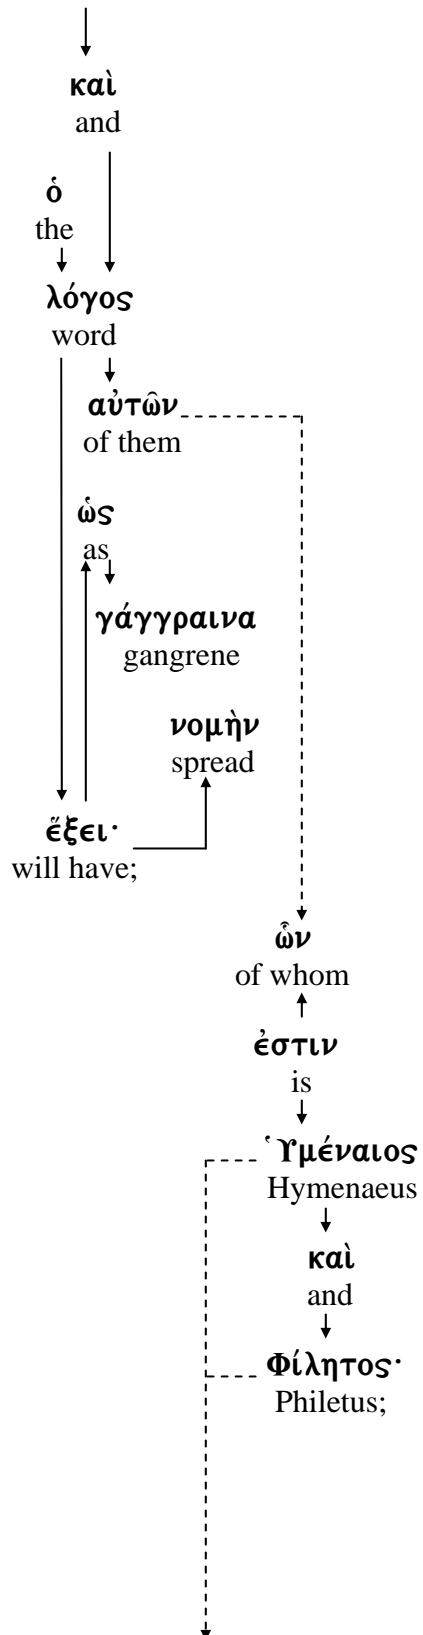 καὶ
and
ὁ
the
λόγος
word
αὐτῶν
of them
ὡς
as
γάγγραινα
gangrene
νομὴν
spread
ἕξει·
will have;
ὧν
of whom
ἐστιν
is
Ὑμέναιος
Hymenaeus
καὶ
and
Φίλητος·
Philetus;